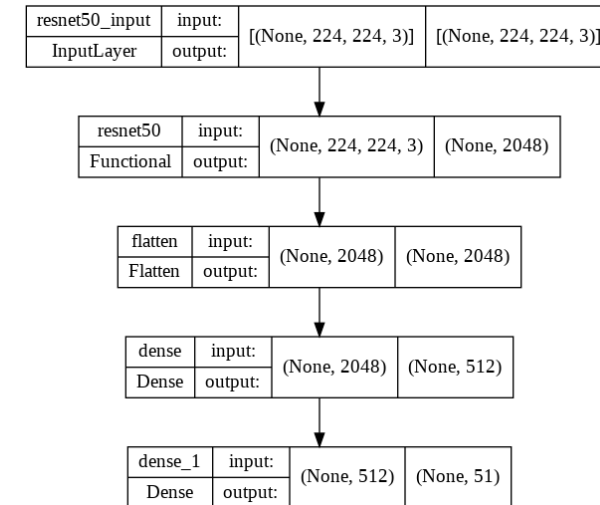 resnet50_input input: [(None, 224, 224, 3)] [(None, 224, 224, 3)]
InputLayer output:
resnet50 input: (None, 224, 224, 3) (None, 2048)
Functional output:
flatten input: (None, 2048) (None, 2048)
Flatten output:
dense input: (None, 2048) (None, 512)
Dense output:
dense_1 input: (None, 512) (None, 51)
Dense output: